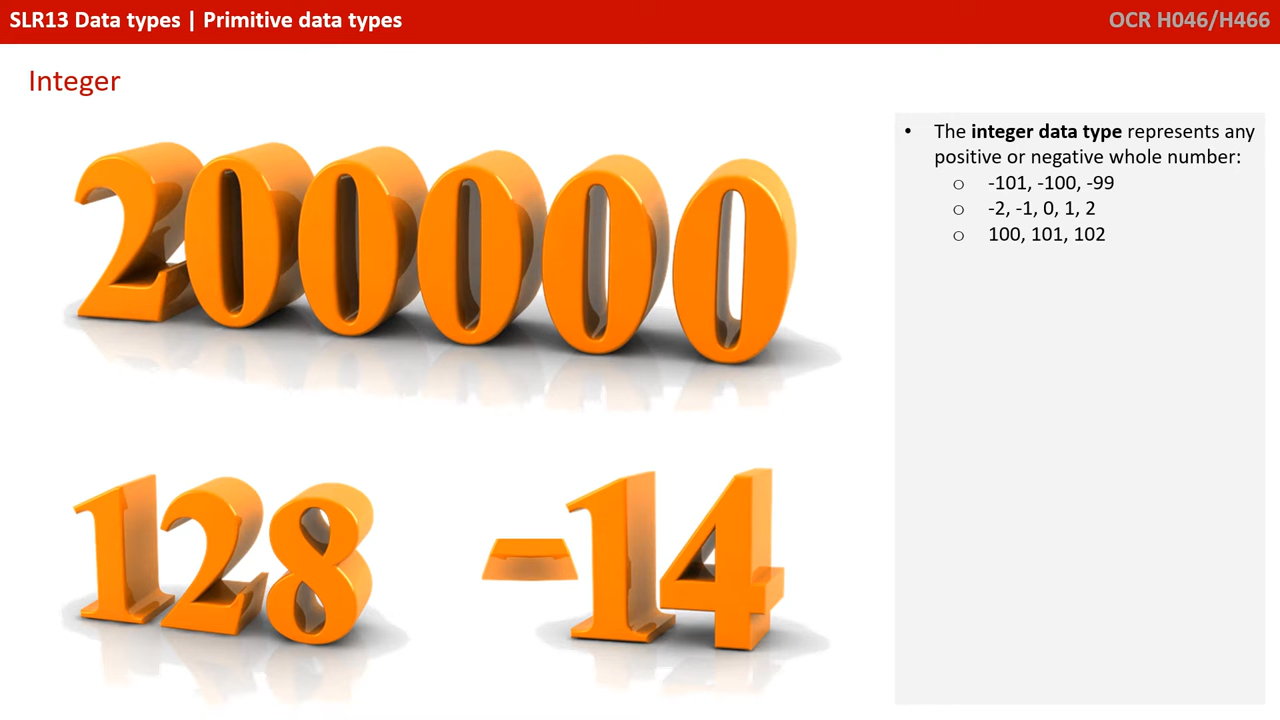 SLR13 Data types | Primitive data types
OCR H046/H466
Integer
200000
128
-14
• The integer data type represents any
positive or negative whole number:
o -101, -100, -99
o -2, -1, 0, 1, 2
o 100, 101, 102